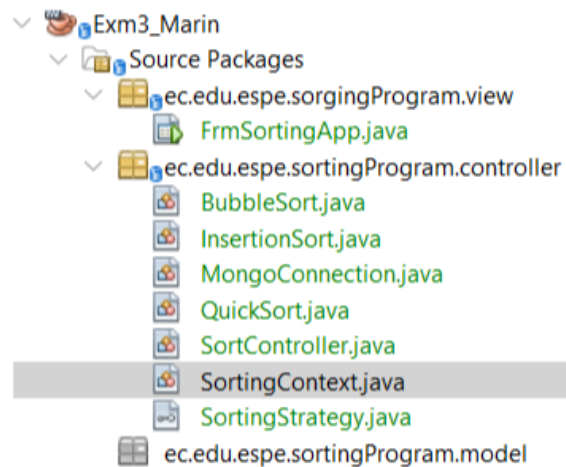 Exm3_Marin
Source Packages
ec.edu.espe.sorgingProgram.view
FrmSortingApp.java
ec.edu.espe.sortingProgram.controller
BubbleSort.java
InsertionSort.java
MongoConnection.java
QuickSort.java
SortController.java
SortingContext.java
SortingStrategy.java
ec.edu.espe.sortingProgram.model